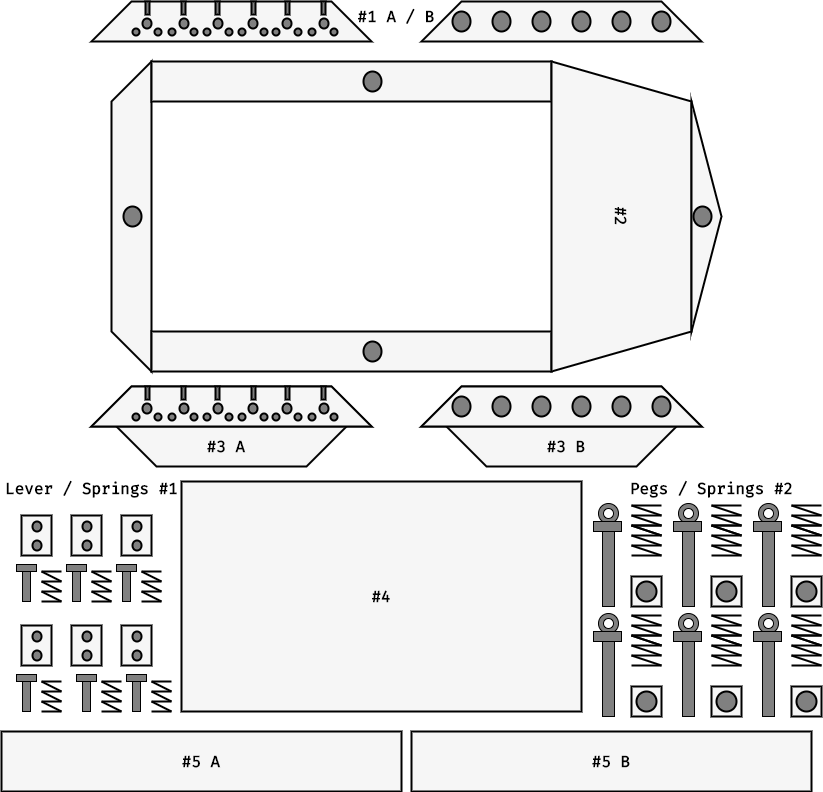 #1 A / B
#2
#3 A
#3 B
Lever / Springs #1
Pegs / Springs #2
#4
#5 A
#5 B